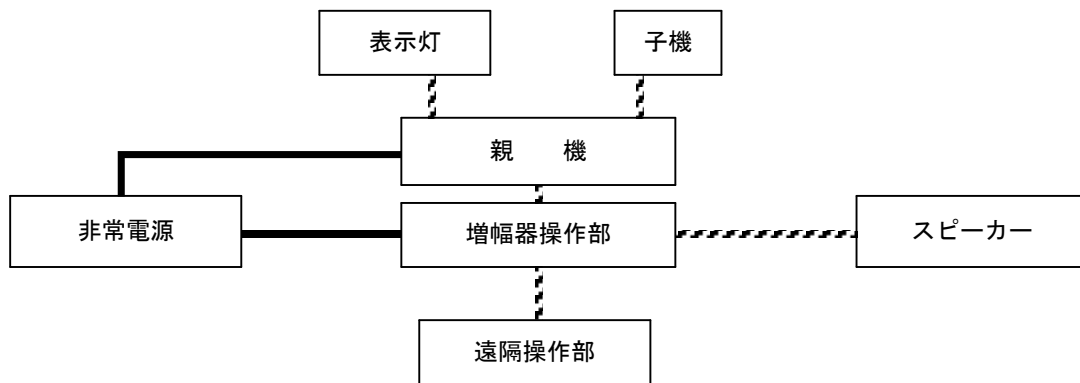 表示灯
子機
親　　機
非常電源
増幅器操作部
スピーカー
遠隔操作部